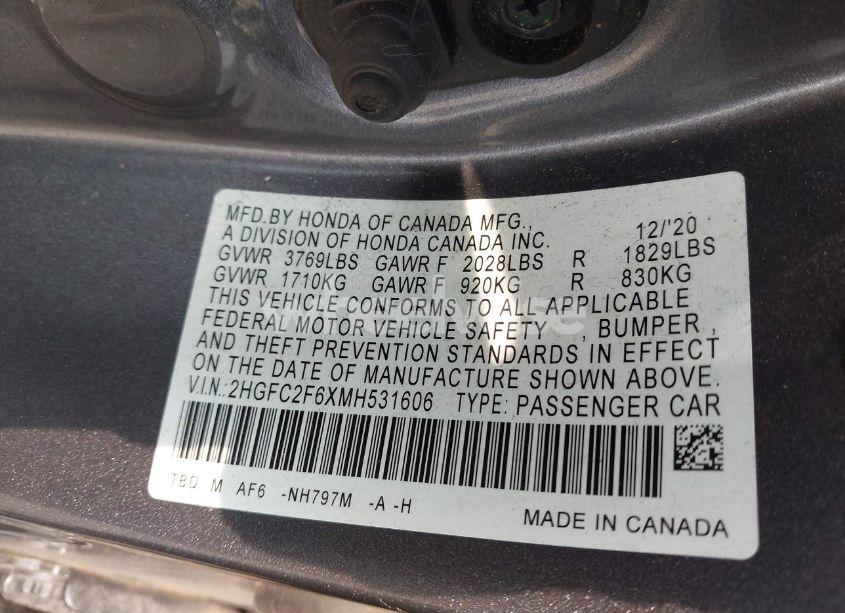 MFD.BY HONDA OF CANADA MFG., 12/'20
A DIVISION OF HONDA CANADA INC.
GVWR 3769LBS GAWR F 2028LBS R 1829LBS
GVWR 1710KG GAWR F 920KG R 830KG
THIS VEHICLE CONFORMS TO ALL APPLICABLE
FEDERAL MOTOR VEHICLE SAFETY , BUMPER ,
AND THEFT PREVENTION STANDARDS IN EFFECT
ON THE DATE OF MANUFACTURE SHOWN ABOVE.
V.I.N.:2HGFC2F6XMH531606 TYPE: PASSENGER CAR
TBD M AF6 -NH797M -A -H
MADE IN CANADA